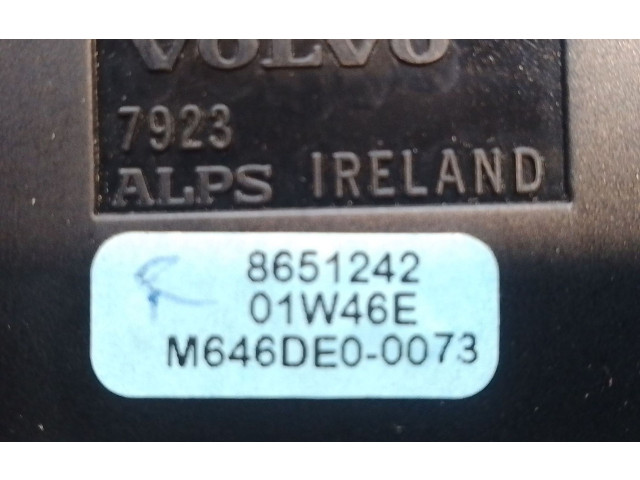 VOLVO
7923
ALPS IRELAND
8651242
01W46E
M646DE0-0073